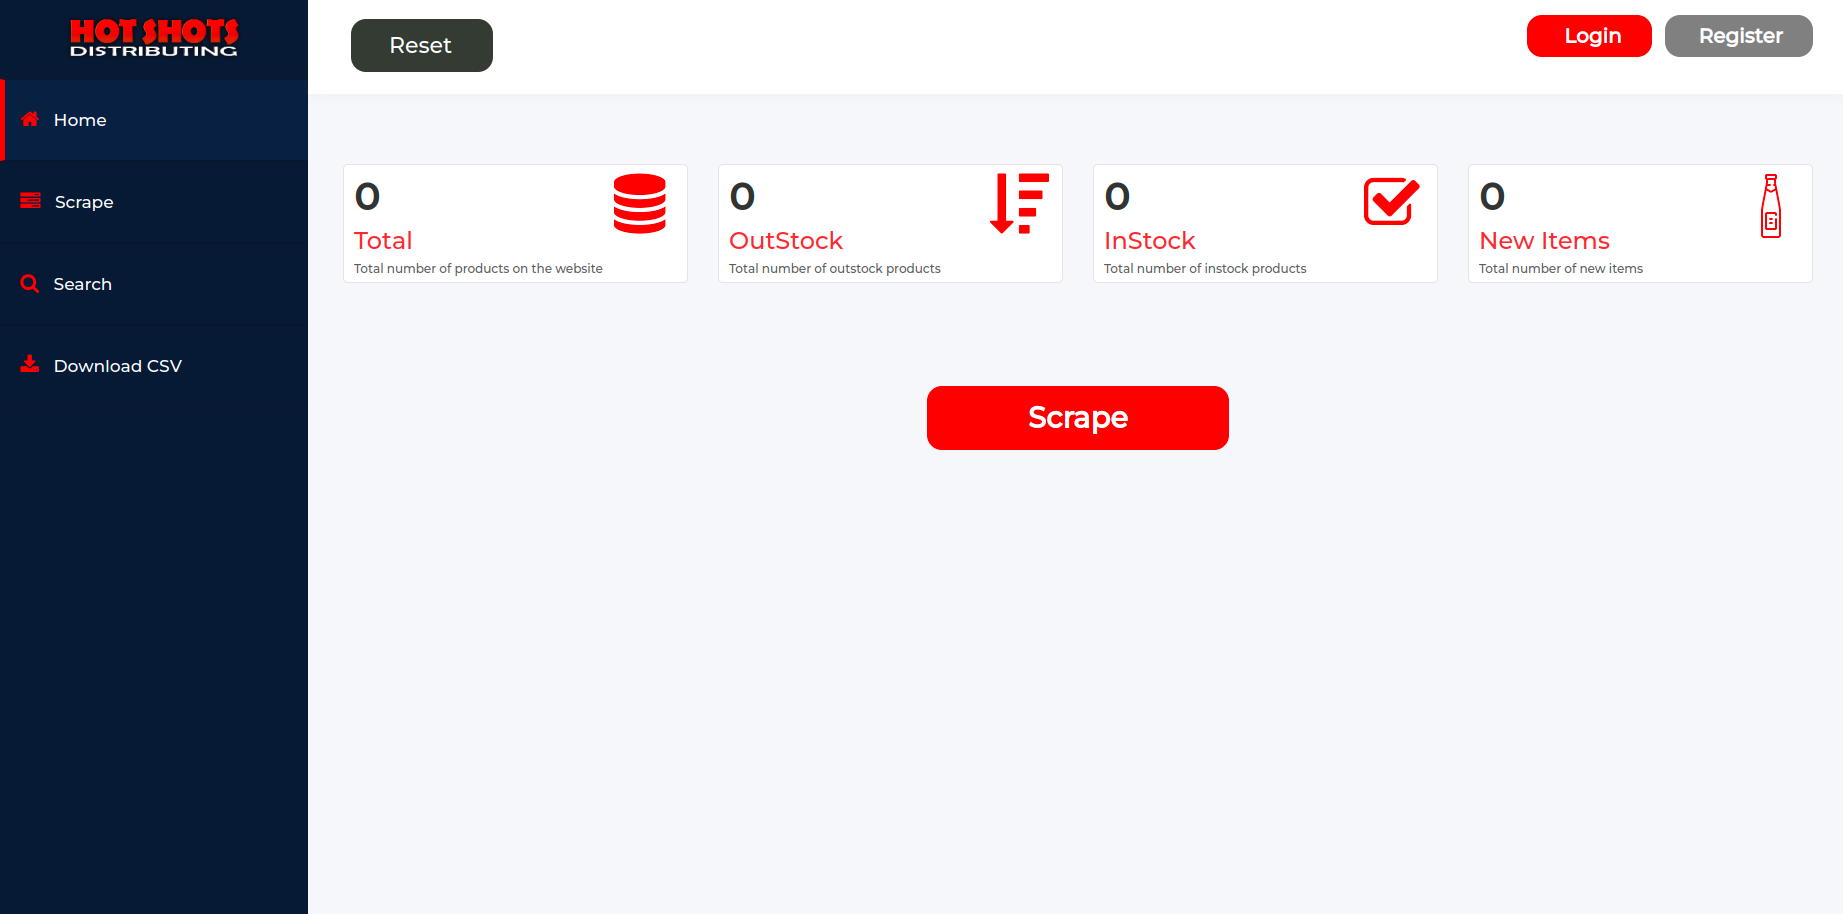 HOT SHOTS
DISTRIBUTING
Home
Scrape
Search
Download CSV
Reset
Login
Register
0
Total
Total number of products on the website
0
OutStock
Total number of outstock products
0
InStock
Total number of instock products
0
New Items
Total number of new items
Scrape